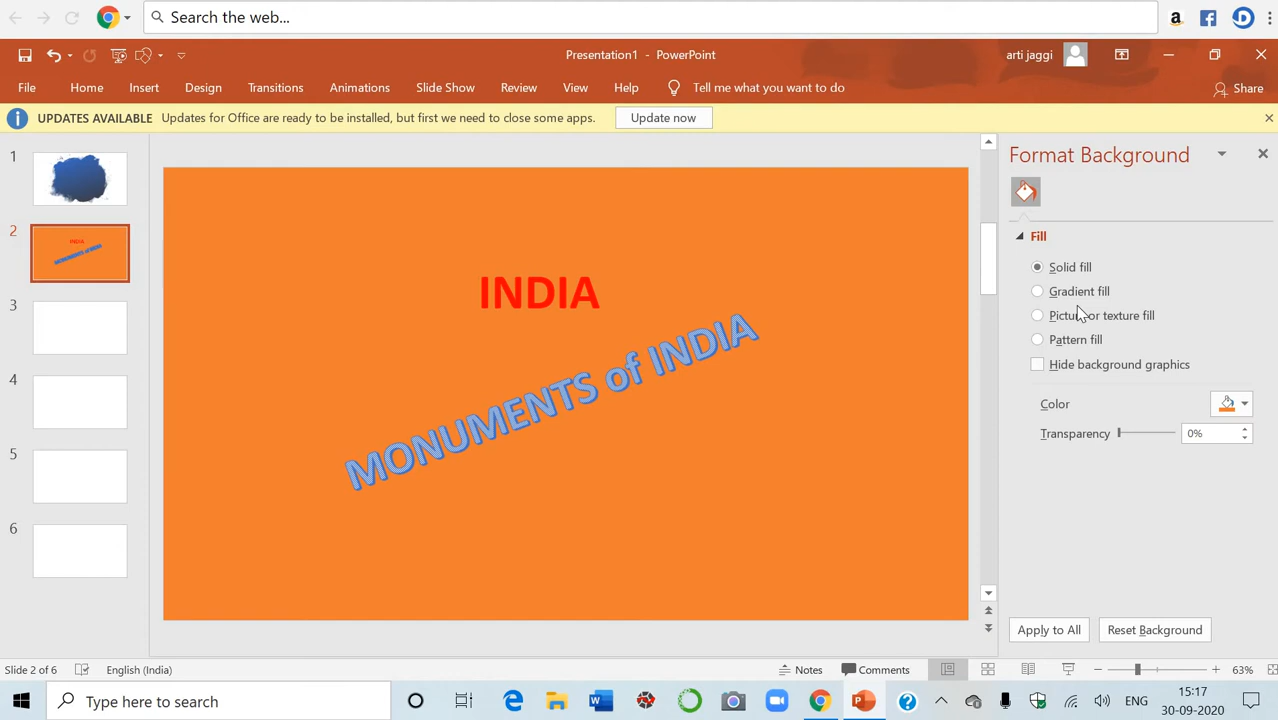 Search the web...
Presentation1 - PowerPoint
arti jaggi
File Home Insert Design Transitions Animations Slide Show Review View Help Tell me what you want to do Share
UPDATES AVAILABLE Updates for Office are ready to be installed, but first we need to close some apps. Update now
Format Background
1
2
INDIA
MONUMENTS of INDIA
3
4
5
6
INDIA
MONUMENTS of INDIA
Fill
Solid fill
Gradient fill
Picture or texture fill
Pattern fill
Hide background graphics
Color
Transparency 0%
Apply to All Reset Background
Slide 2 of 6 English (India) Notes Comments 63%
Type here to search
ENG
15:17
30-09-2020